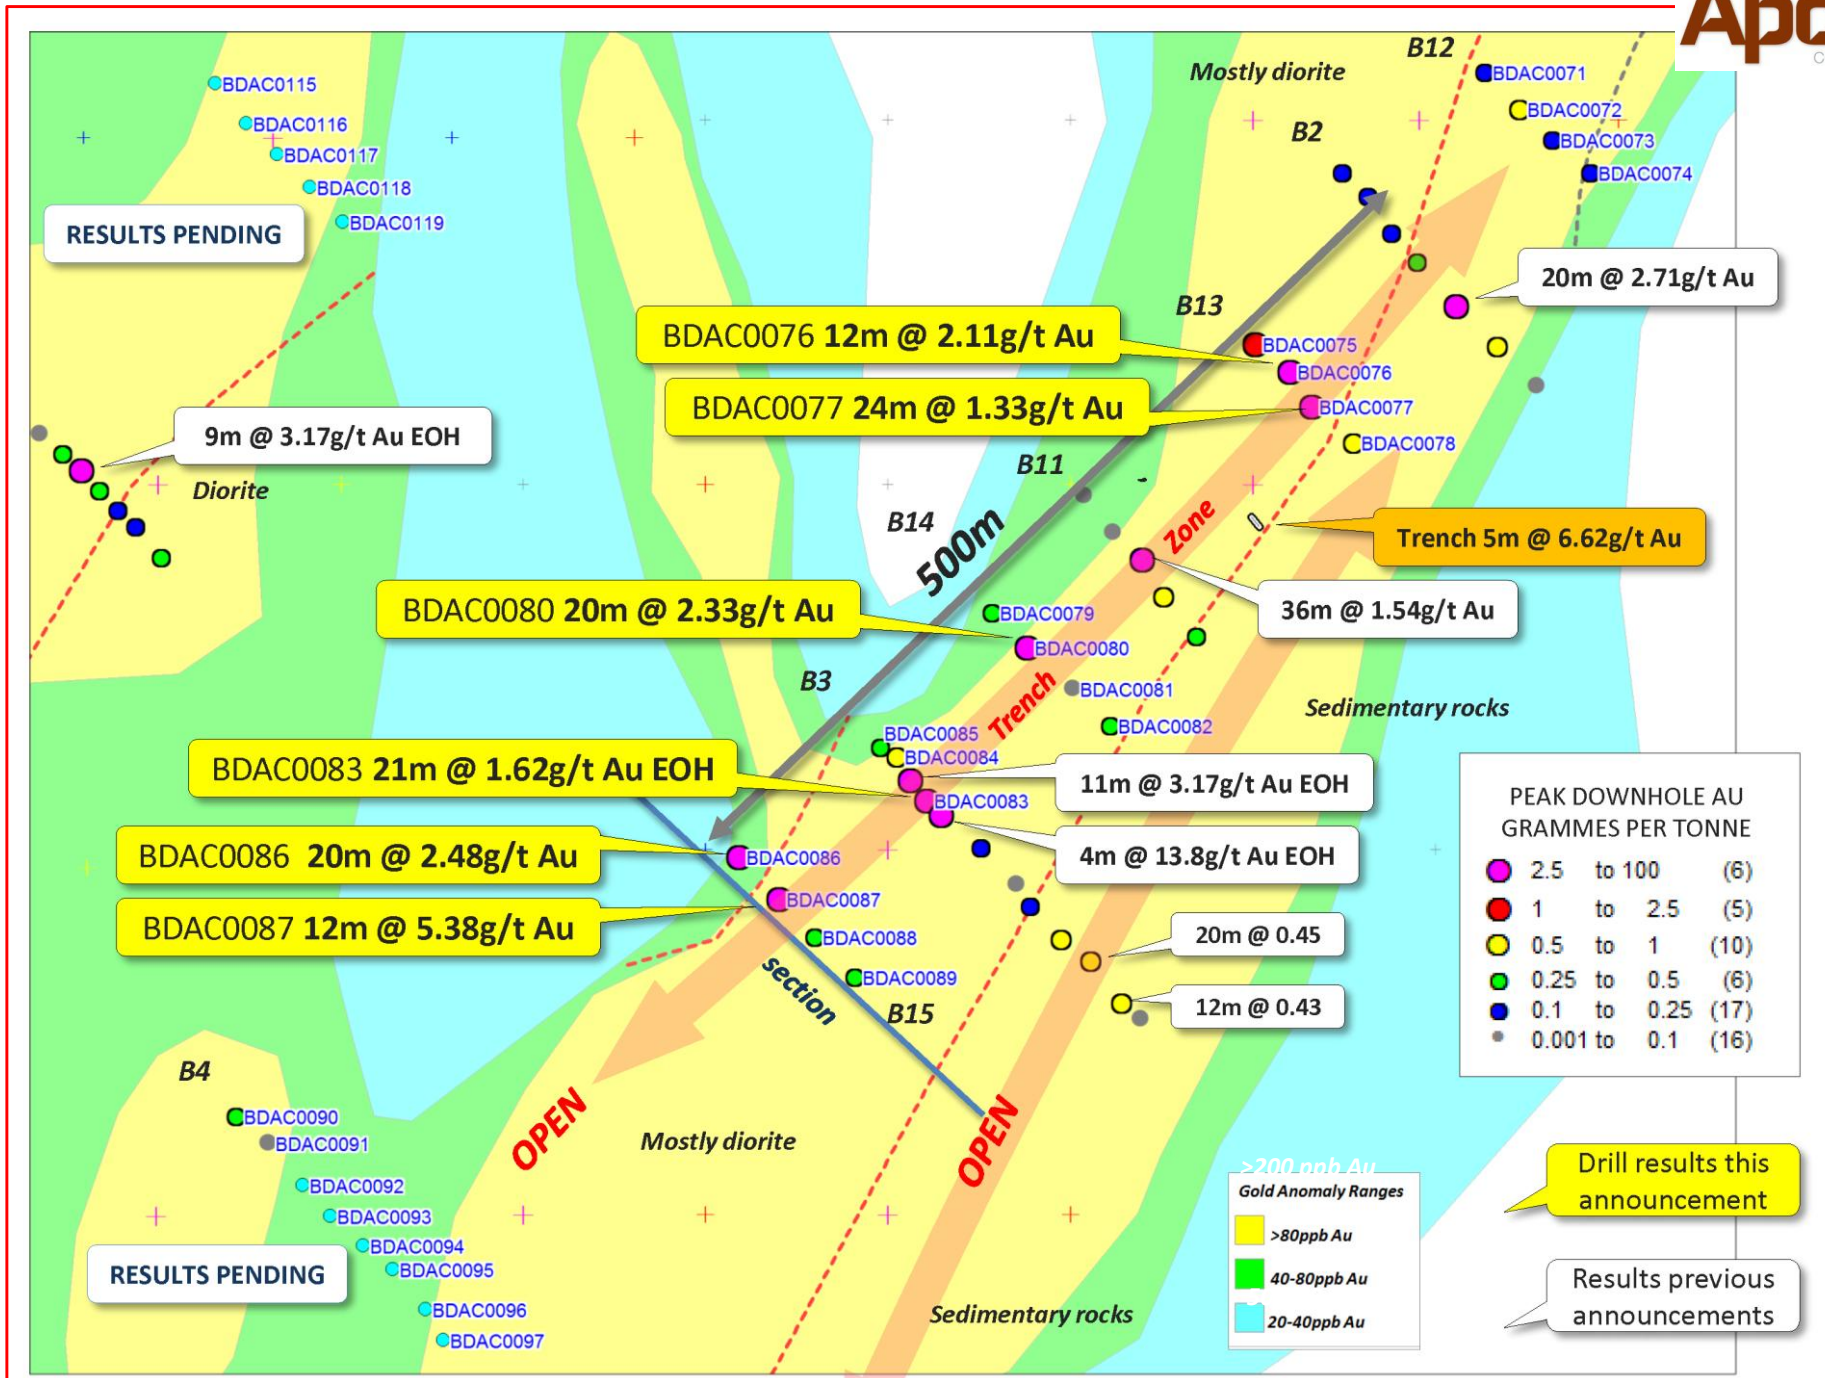 Apo
C
B12
Mostly diorite
BDAC0071
BDAC0115
BDAC0072
BDAC0116
B2
BDAC0073
BDAC0117
BDAC0074
BDAC0118
BDAC0119
RESULTS PENDING
20m @ 2.71g/t Au
B13
BDAC0076 12m @ 2.11g/t Au
BDAC0075
BDAC0076
BDAC0077 24m @ 1.33g/t Au
BDAC0077
9m @ 3.17g/t Au EOH
BDAC0078
B11
Diorite
B14
500m
Zone
Trench 5m @ 6.62g/t Au
BDAC0080 20m @ 2.33g/t Au
36m @ 1.54g/t Au
BDAC0079
BDAC0080
B3
BDAC0081
Trench
Sedimentary rocks
BDAC0082
BDAC0085
BDAC0084
BDAC0083 21m @ 1.62g/t Au EOH
11m @ 3.17g/t Au EOH
BDAC0083
BDAC0086 20m @ 2.48g/t Au
BDAC0086
4m @ 13.8g/t Au EOH
BDAC0087
BDAC0087 12m @ 5.38g/t Au
BDAC0088
20m @ 0.45
BDAC0089
section
12m @ 0.43
B15
PEAK DOWNHOLE AU
GRAMMES PER TONNE
2.5 to 100 (6)
1 to 2.5 (5)
0.5 to 1 (10)
0.25 to 0.5 (6)
0.1 to 0.25 (17)
0.001 to 0.1 (16)
B4
BDAC0090
BDAC0091
OPEN
OPEN
Mostly diorite
BDAC0092
BDAC0093
BDAC0094
BDAC0095
RESULTS PENDING
BDAC0096
BDAC0097
Sedimentary rocks
>200 ppb Au
Gold Anomaly Ranges
>80ppb Au
40-80ppb Au
20-40ppb Au
Drill results this
announcement
Results previous
announcements